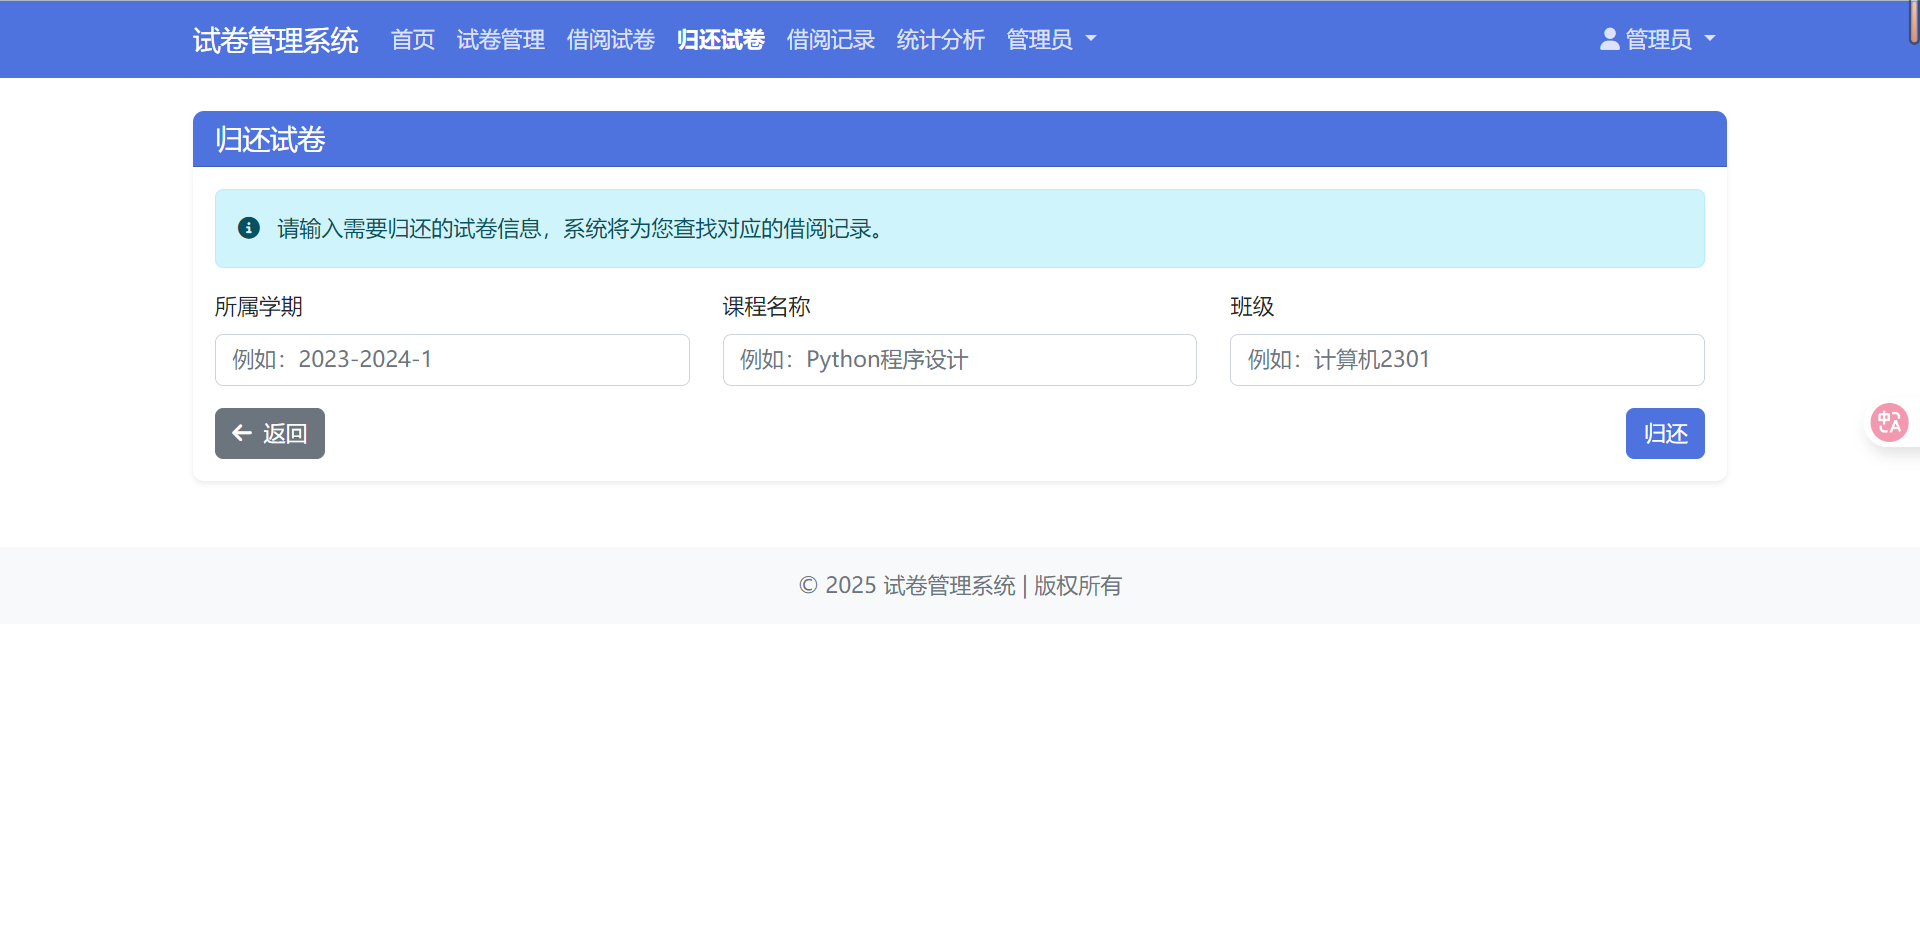 试卷管理系统 首页 试卷管理 借阅试卷 归还试卷 借阅记录 统计分析 管理员 管理员
归还试卷
请输入需要归还的试卷信息，系统将为您查找对应的借阅记录。
所属学期 课程名称 班级
例如：2023-2024-1 例如：Python程序设计 例如：计算机2301
返回 归还
中A
© 2025 试卷管理系统 | 版权所有